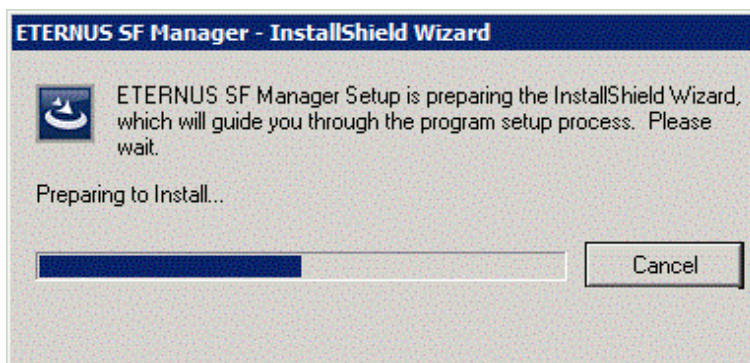 ETERNUS SF Manager - InstallShield Wizard
ETERNUS SF Manager Setup is preparing the InstallShield Wizard,
which will guide you through the program setup process. Please
wait.
Preparing to Install...
Cancel